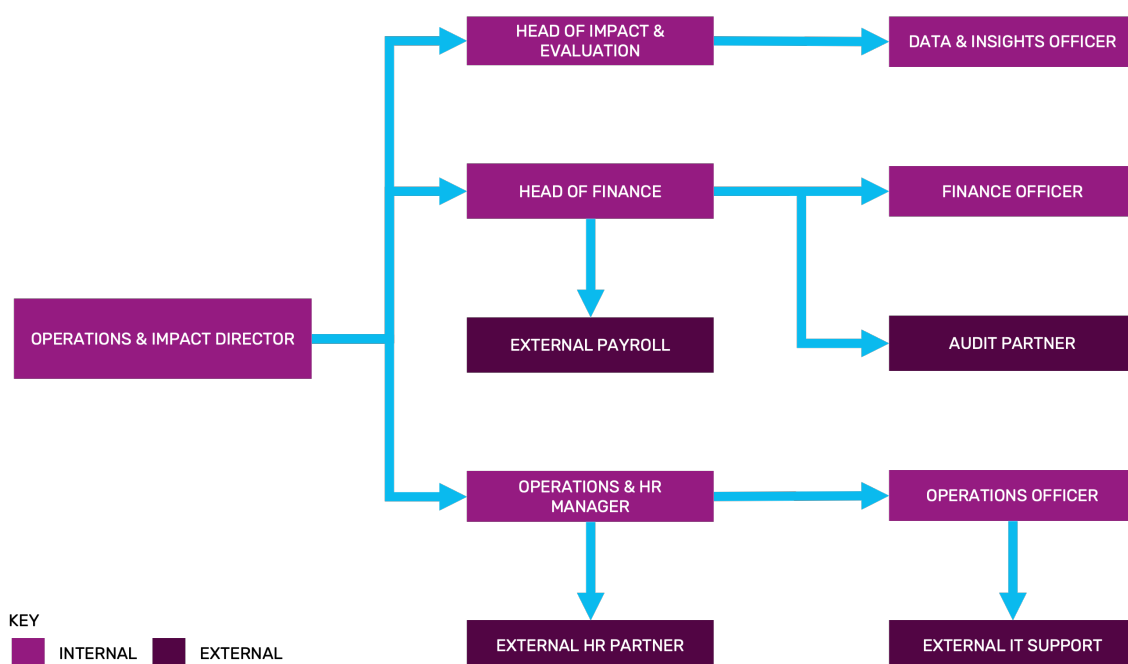 HEAD OF IMPACT &
EVALUATION
DATA & INSIGHTS OFFICER
HEAD OF FINANCE
FINANCE OFFICER
OPERATIONS & IMPACT DIRECTOR
EXTERNAL PAYROLL
AUDIT PARTNER
OPERATIONS & HR
MANAGER
OPERATIONS OFFICER
EXTERNAL HR PARTNER
EXTERNAL IT SUPPORT
KEY
INTERNAL
EXTERNAL